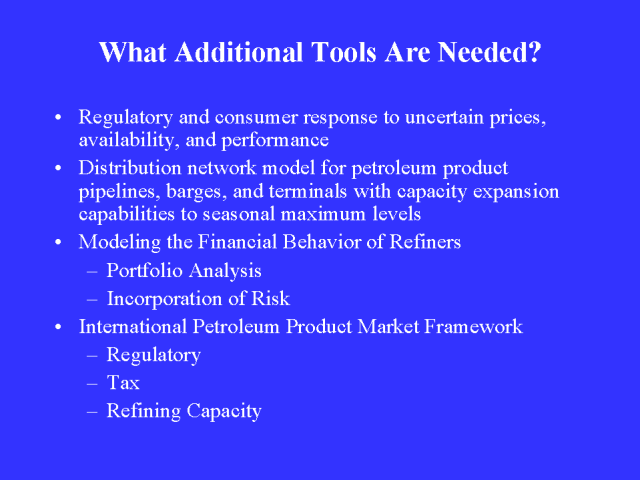 What Additional Tools Are Needed?
• Regulatory and consumer response to uncertain prices,
availability, and performance
• Distribution network model for petroleum product
pipelines, barges, and terminals with capacity expansion
capabilities to seasonal maximum levels
• Modeling the Financial Behavior of Refiners
– Portfolio Analysis
– Incorporation of Risk
• International Petroleum Product Market Framework
– Regulatory
– Tax
– Refining Capacity